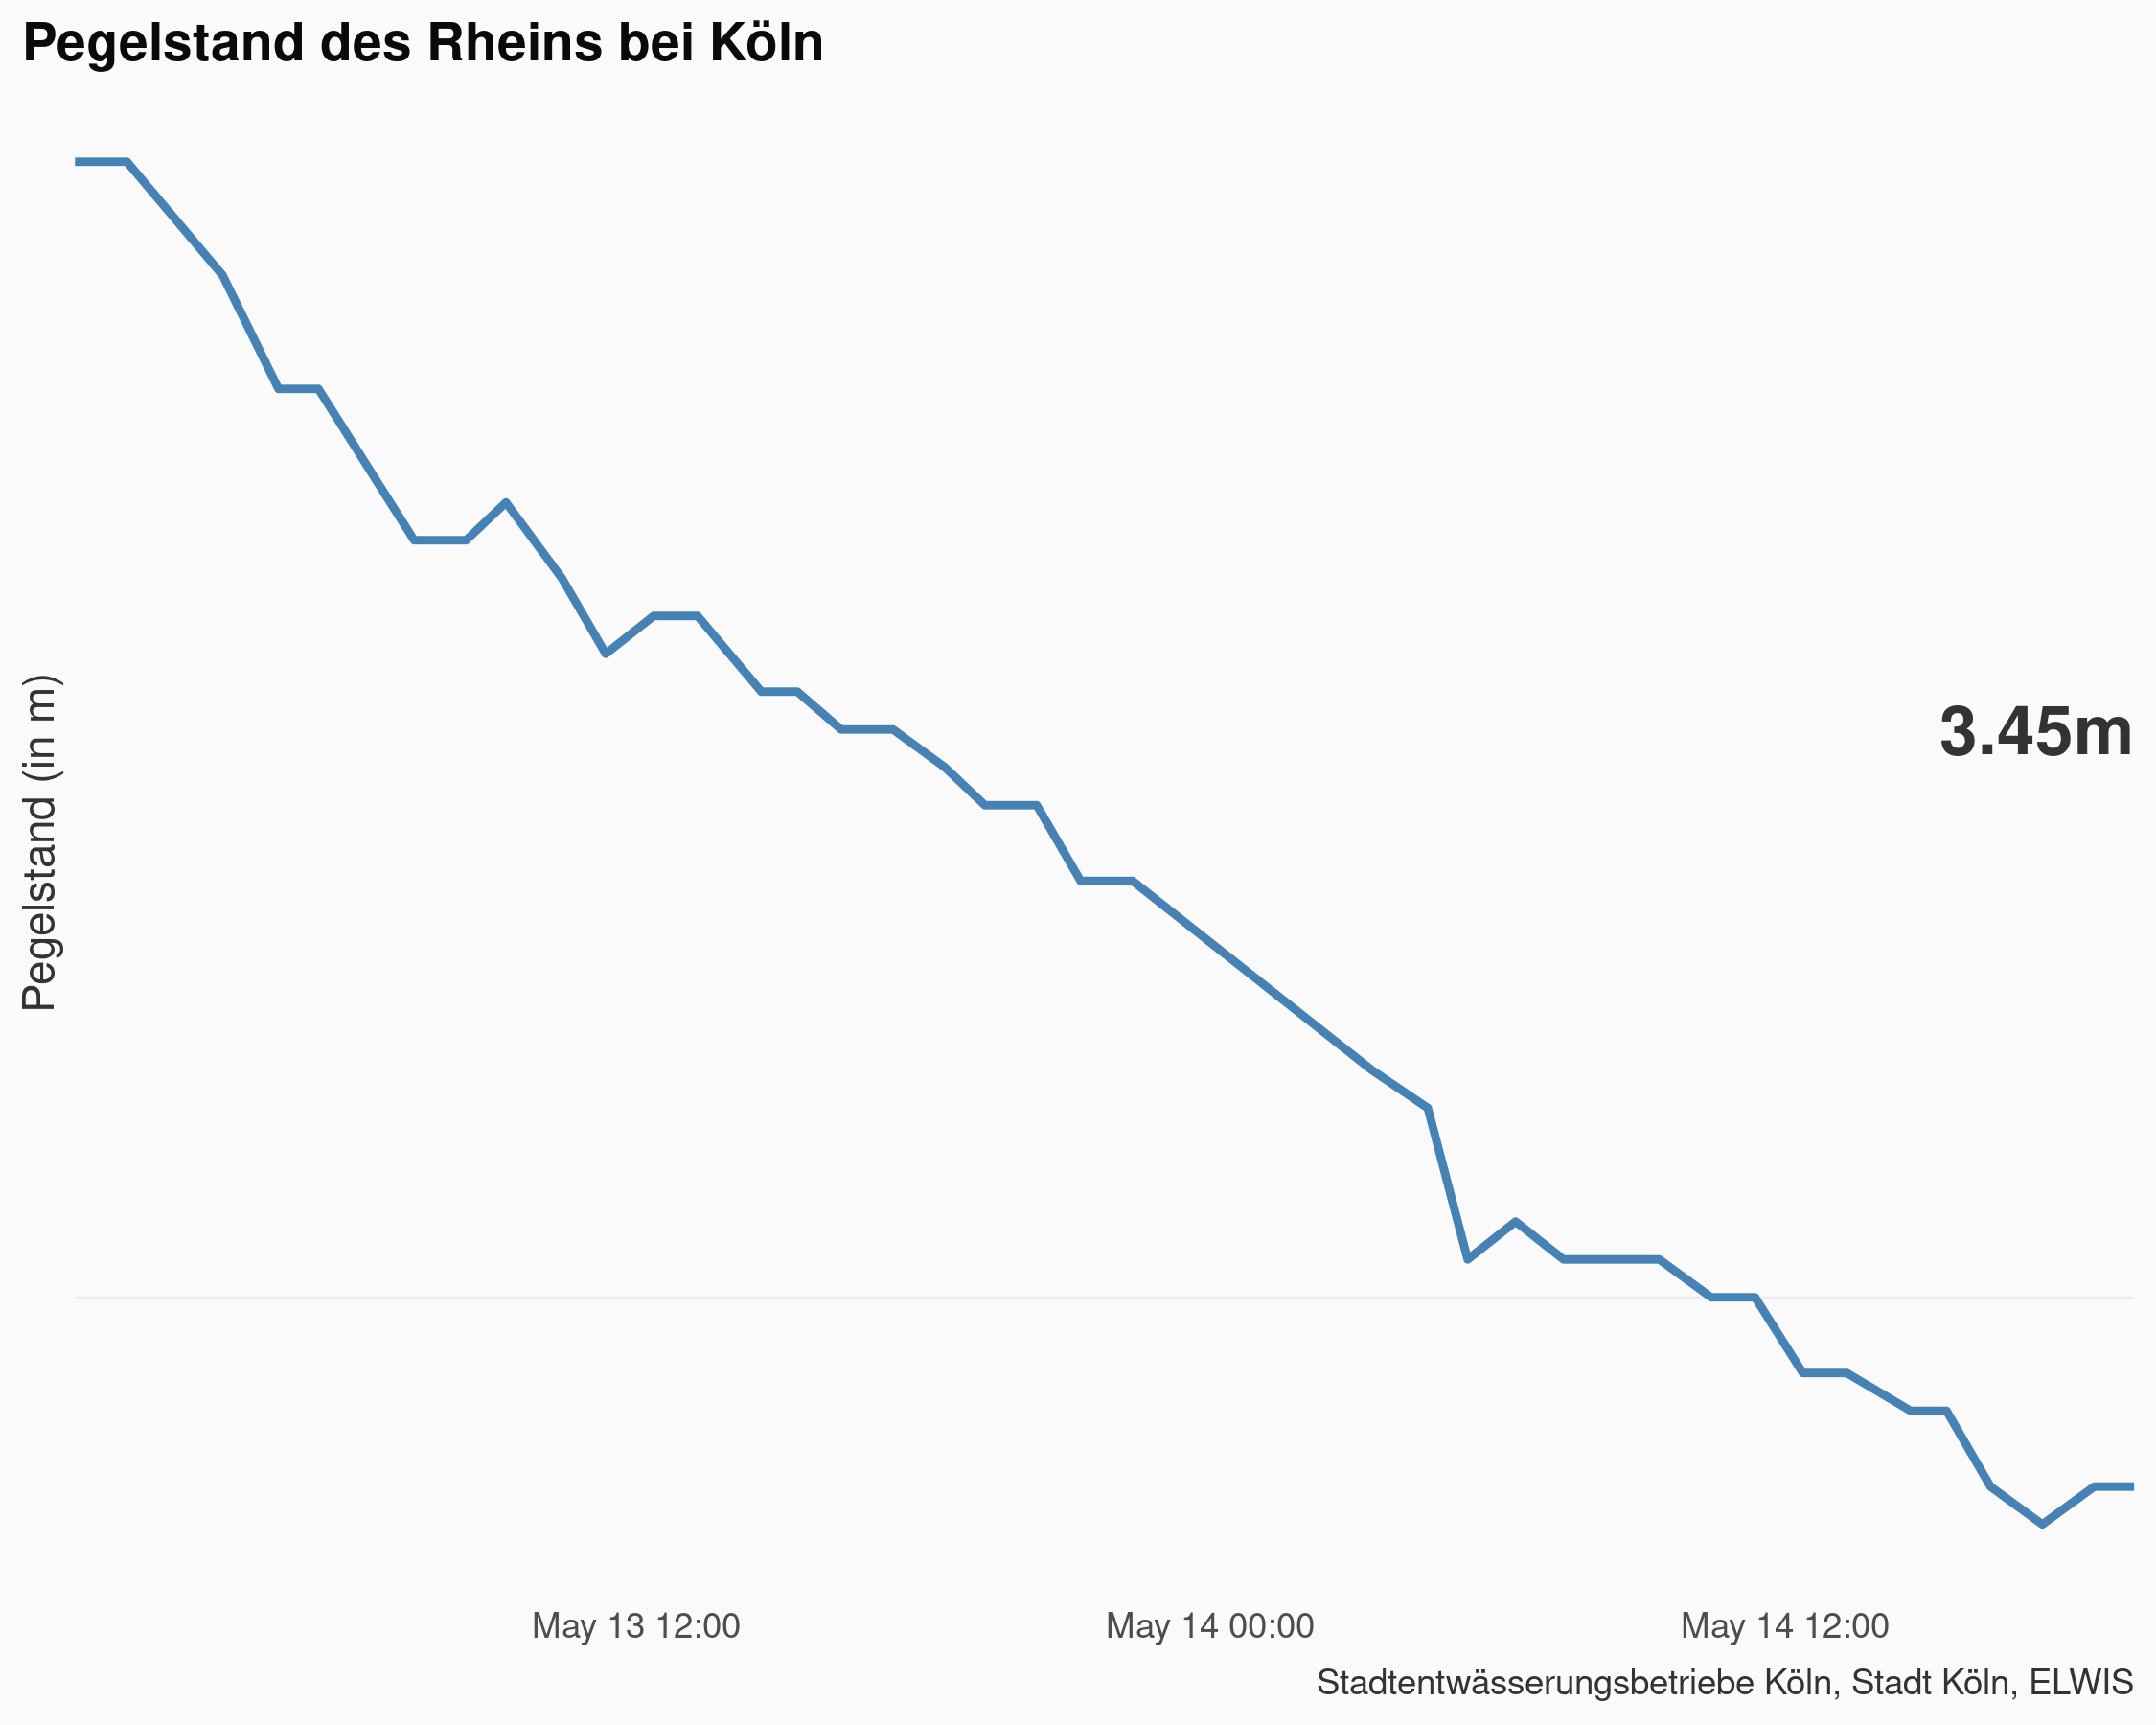 Pegelstand des Rheins bei Köln
Pegelstand (in m)
3.45m
May 13 12:00
May 14 00:00
May 14 12:00
Stadtentwässerungsbetriebe Köln, Stadt Köln, ELWIS